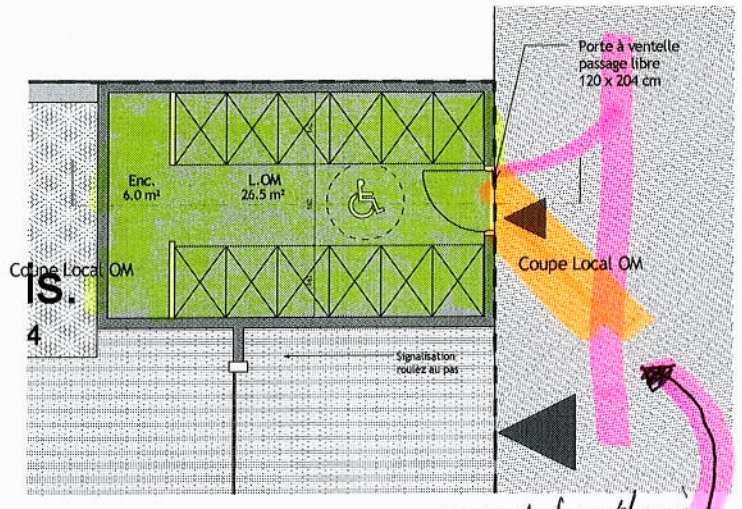 Porte à ventelle
passage libre
120 x 204 cm
Enc.
6.0 m²
L.OM
26.5 m²
Coupe Local OM
Coupe Local OM
is.
4
Signalisation
roulez au pas